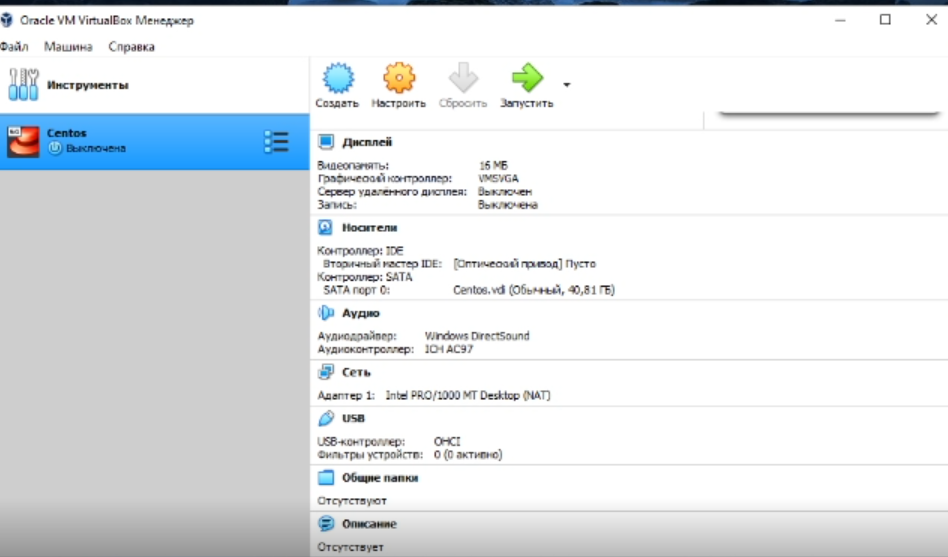 Oracle VM VirtualBox Менеджер
Файл Машина Справка
Инструменты
Создать Настроить Сбросить Запустить
Centos
Выключена
Дисплей
Видеопамять: 16 МБ
Графический контроллер: VMSVGA
Сервер удалённого дисплея: Выключен
Запись: Выключена
Носители
Контроллер: IDE
Вторичный мастер IDE: [Оптический привод] Пусто
Контроллер: SATA
SATA порт 0: Centos.vdi (Обычный, 40,81 ГБ)
Аудио
Аудиодрайвер: Windows DirectSound
Аудиоконтроллер: ICH AC97
Сеть
Адаптер 1: Intel PRO/1000 MT Desktop (NAT)
USB
USB-контроллер: OHCI
Фильтры устройств: 0 (0 активно)
Общие папки
Отсутствуют
Описание
Отсутствует